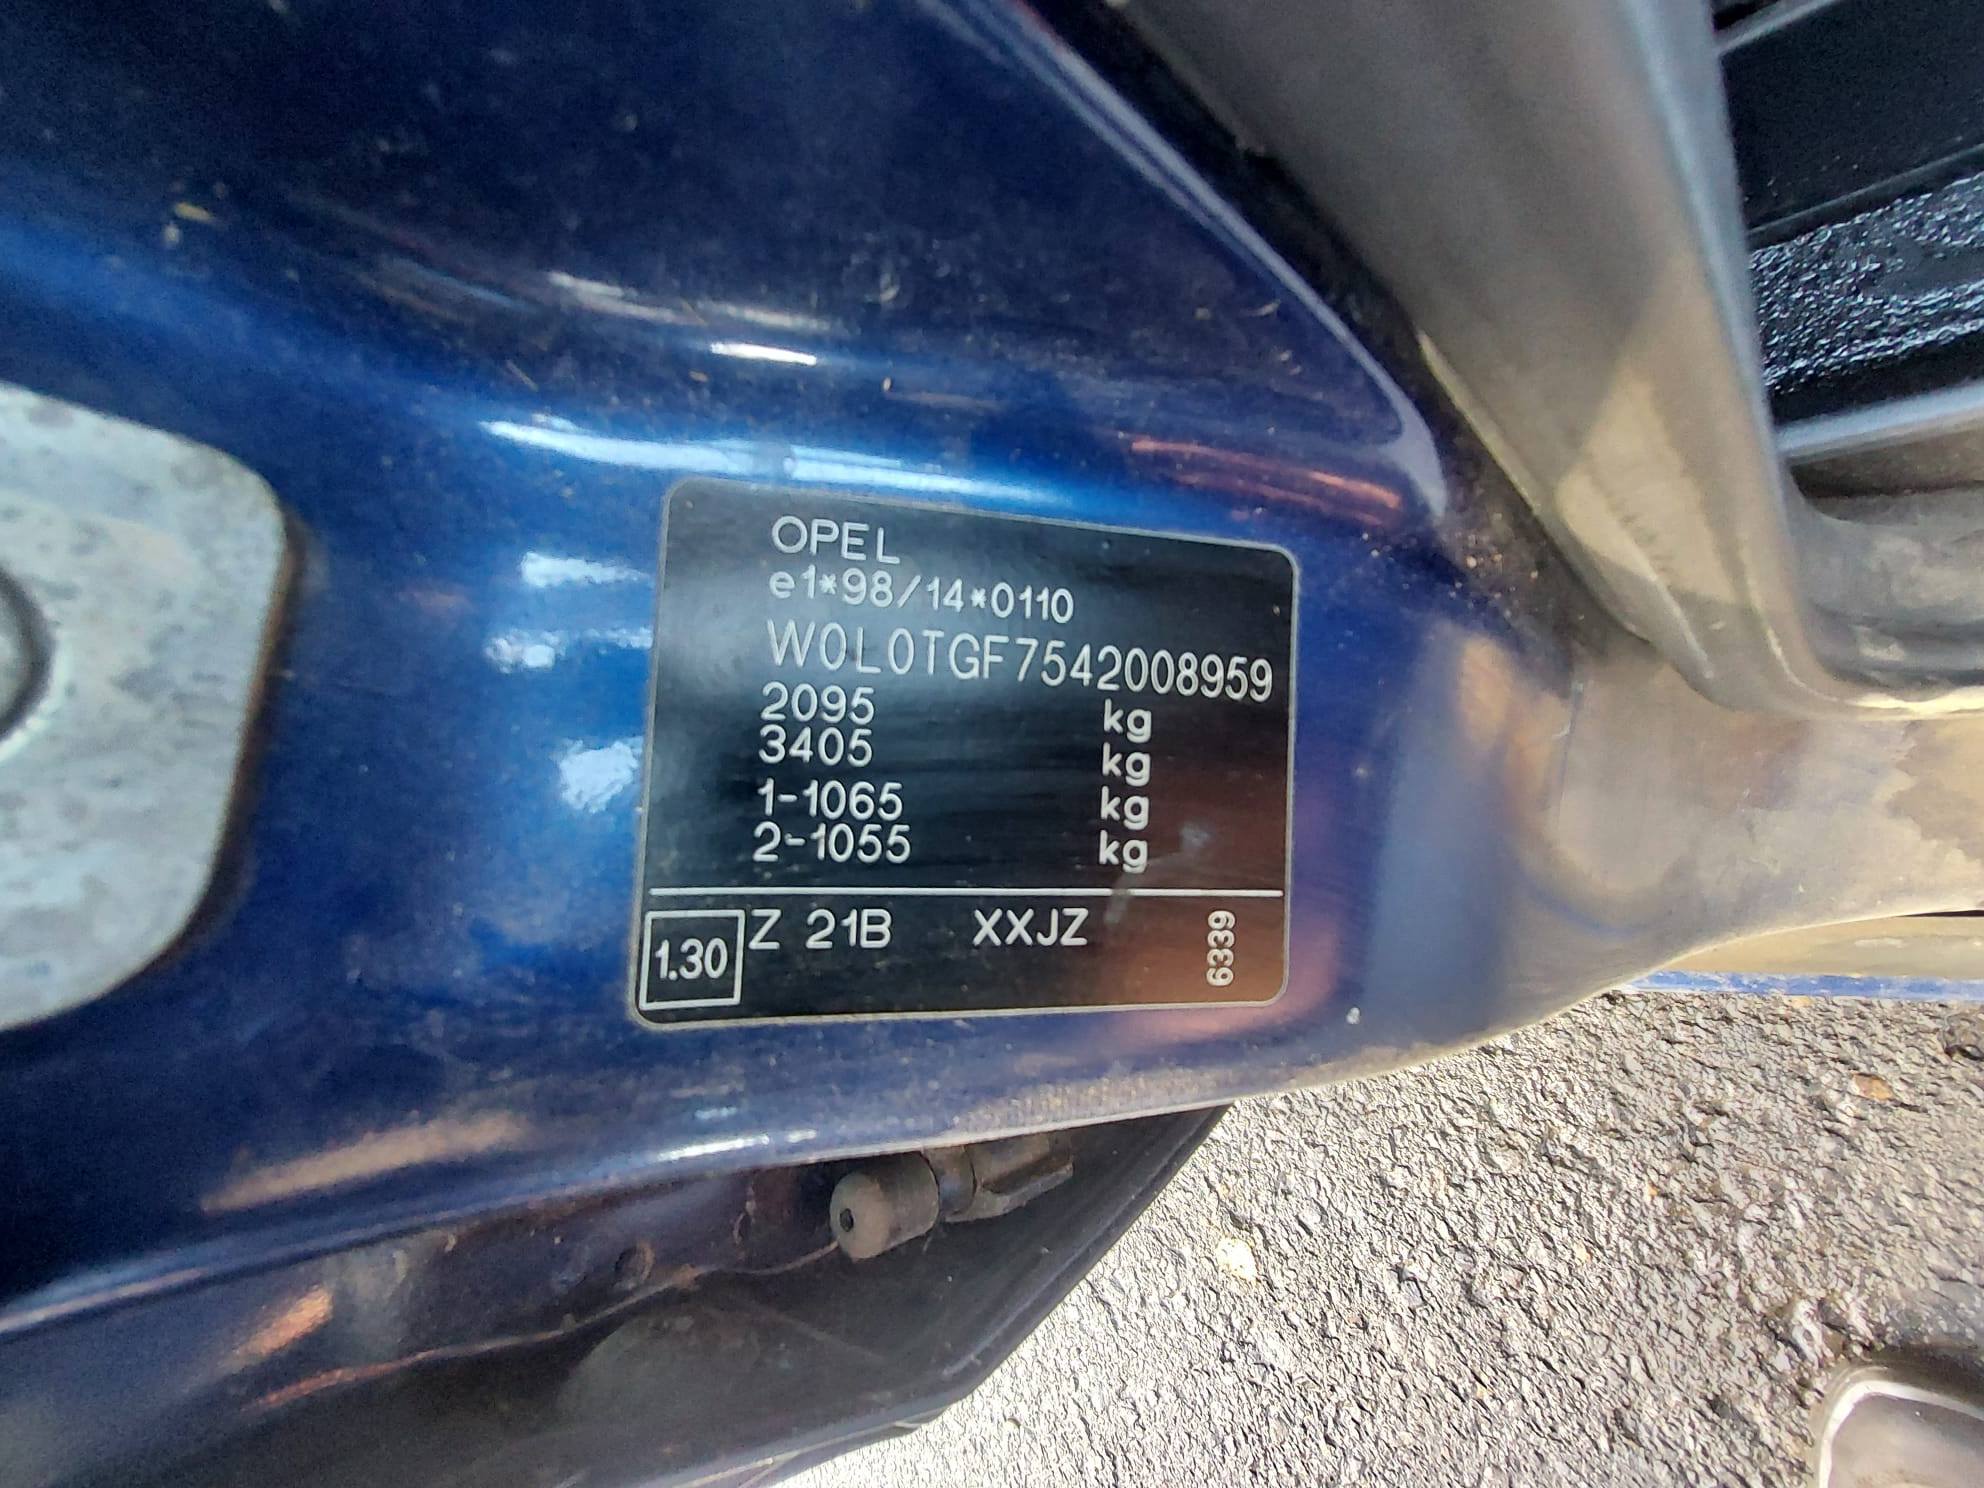 OPEL
e1*98/14*0110
W0L0TGF7542008959
2095 kg
3405 kg
1-1065 kg
2-1055 kg
1.30 Z 21B XXJZ 6339